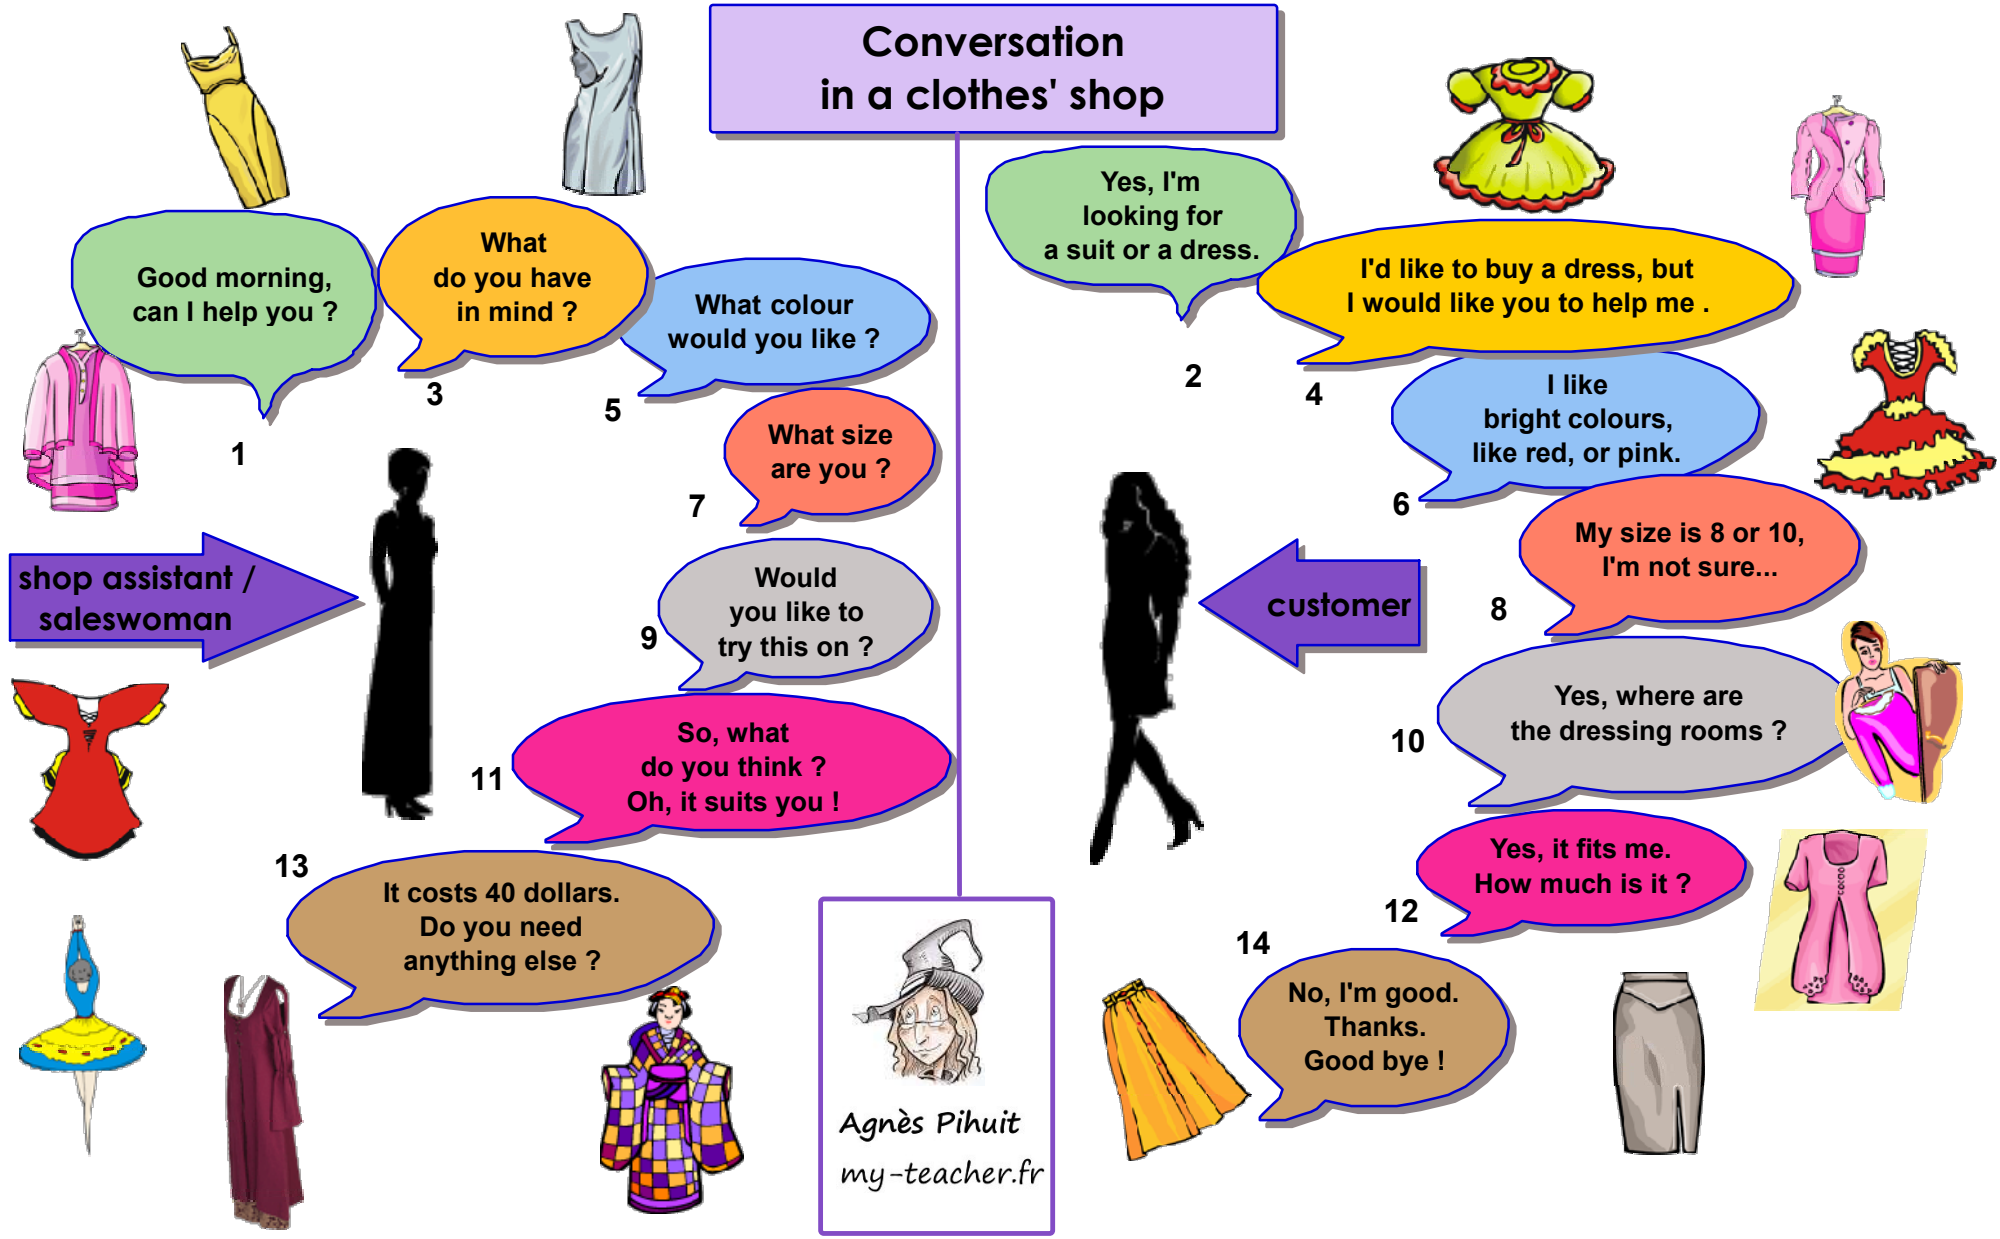 Conversation
in a clothes' shop
Good morning,
can I help you ?
1
Yes, I'm
looking for
a suit or a dress.
2
What
do you have
in mind ?
3
I'd like to buy a dress, but
I would like you to help me .
4
What colour
would you like ?
5
I like
bright colours,
like red, or pink.
6
What size
are you ?
7
My size is 8 or 10,
I'm not sure...
8
Would
you like to
try this on ?
9
Yes, where are
the dressing rooms ?
10
So, what
do you think ?
Oh, it suits you !
11
Yes, it fits me.
How much is it ?
12
It costs 40 dollars.
Do you need
anything else ?
13
No, I'm good.
Thanks.
Good bye !
14
shop assistant /
saleswoman
customer
Agnès Pihuit
my-teacher.fr